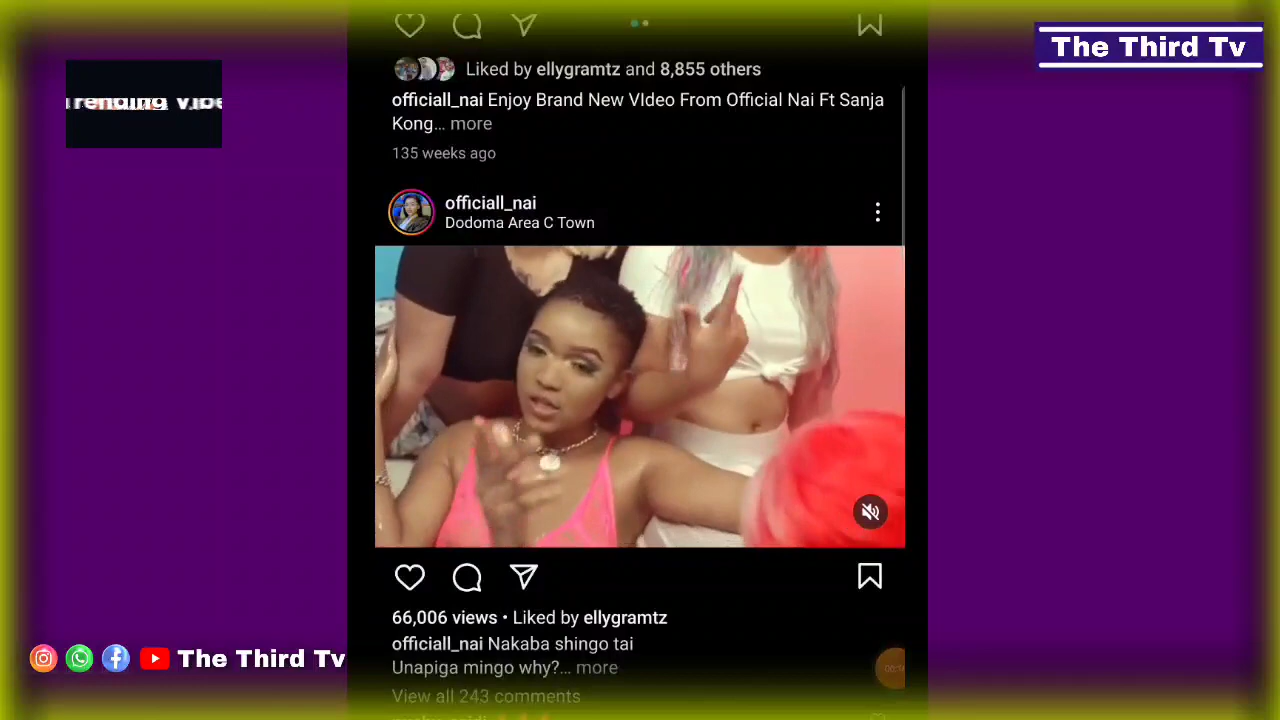 The Third Tv
Trending Vibe
Liked by ellygramtz and 8,855 others
officiall_nai Enjoy Brand New VIdeo From Official Nai Ft Sanja
Kong... more
135 weeks ago
officiall_nai
Dodoma Area C Town
66,006 views • Liked by ellygramtz
officiall_nai Nakaba shingo tai
Unapiga mingo why?... more
View all 243 comments
The Third Tv